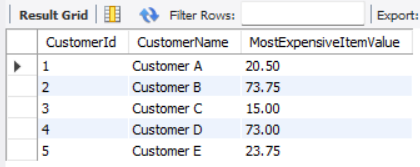 Result Grid Filter Rows: Export:
CustomerId CustomerName MostExpensiveItemValue
1 Customer A 20.50
2 Customer B 73.75
3 Customer C 15.00
4 Customer D 73.00
5 Customer E 23.75